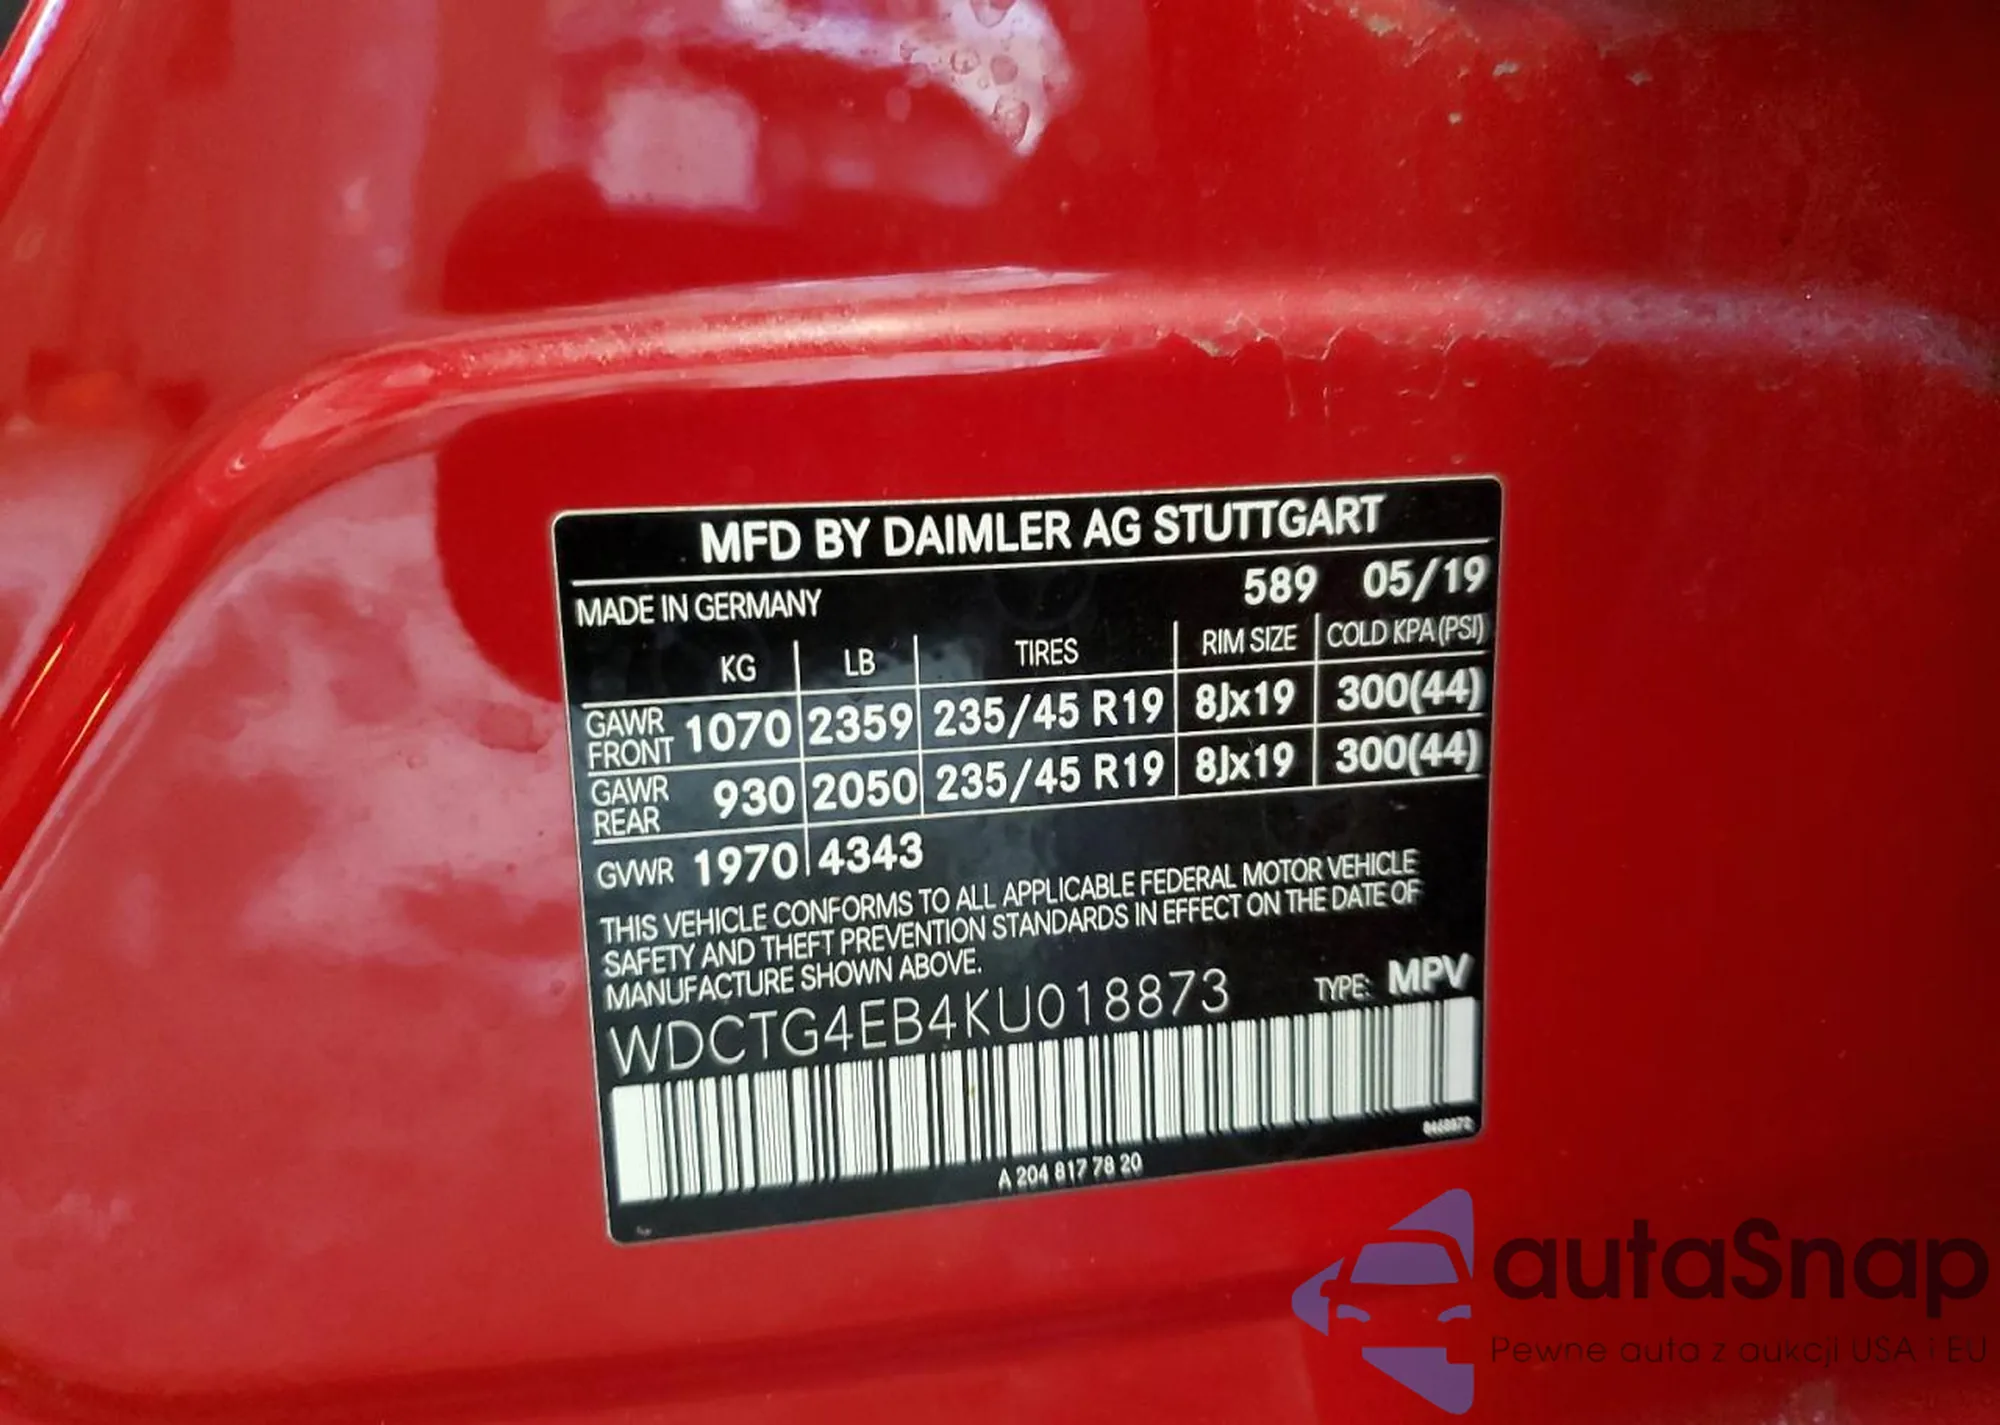 MFD BY DAIMLER AG STUTTGART
MADE IN GERMANY 589 05/19
KG LB TIRES RIM SIZE COLD KPA (PSI)
GAWR FRONT 1070 2359 235/45 R19 8Jx19 300(44)
GAWR REAR 930 2050 235/45 R19 8Jx19 300(44)
GVWR 1970 4343
THIS VEHICLE CONFORMS TO ALL APPLICABLE FEDERAL MOTOR VEHICLE
SAFETY AND THEFT PREVENTION STANDARDS IN EFFECT ON THE DATE OF
MANUFACTURE SHOWN ABOVE.
WDCTG4EB4KU018873 TYPE: MPV
A 204 817 78 20
autaSnap
Pewne auta z aukcji USA i EU